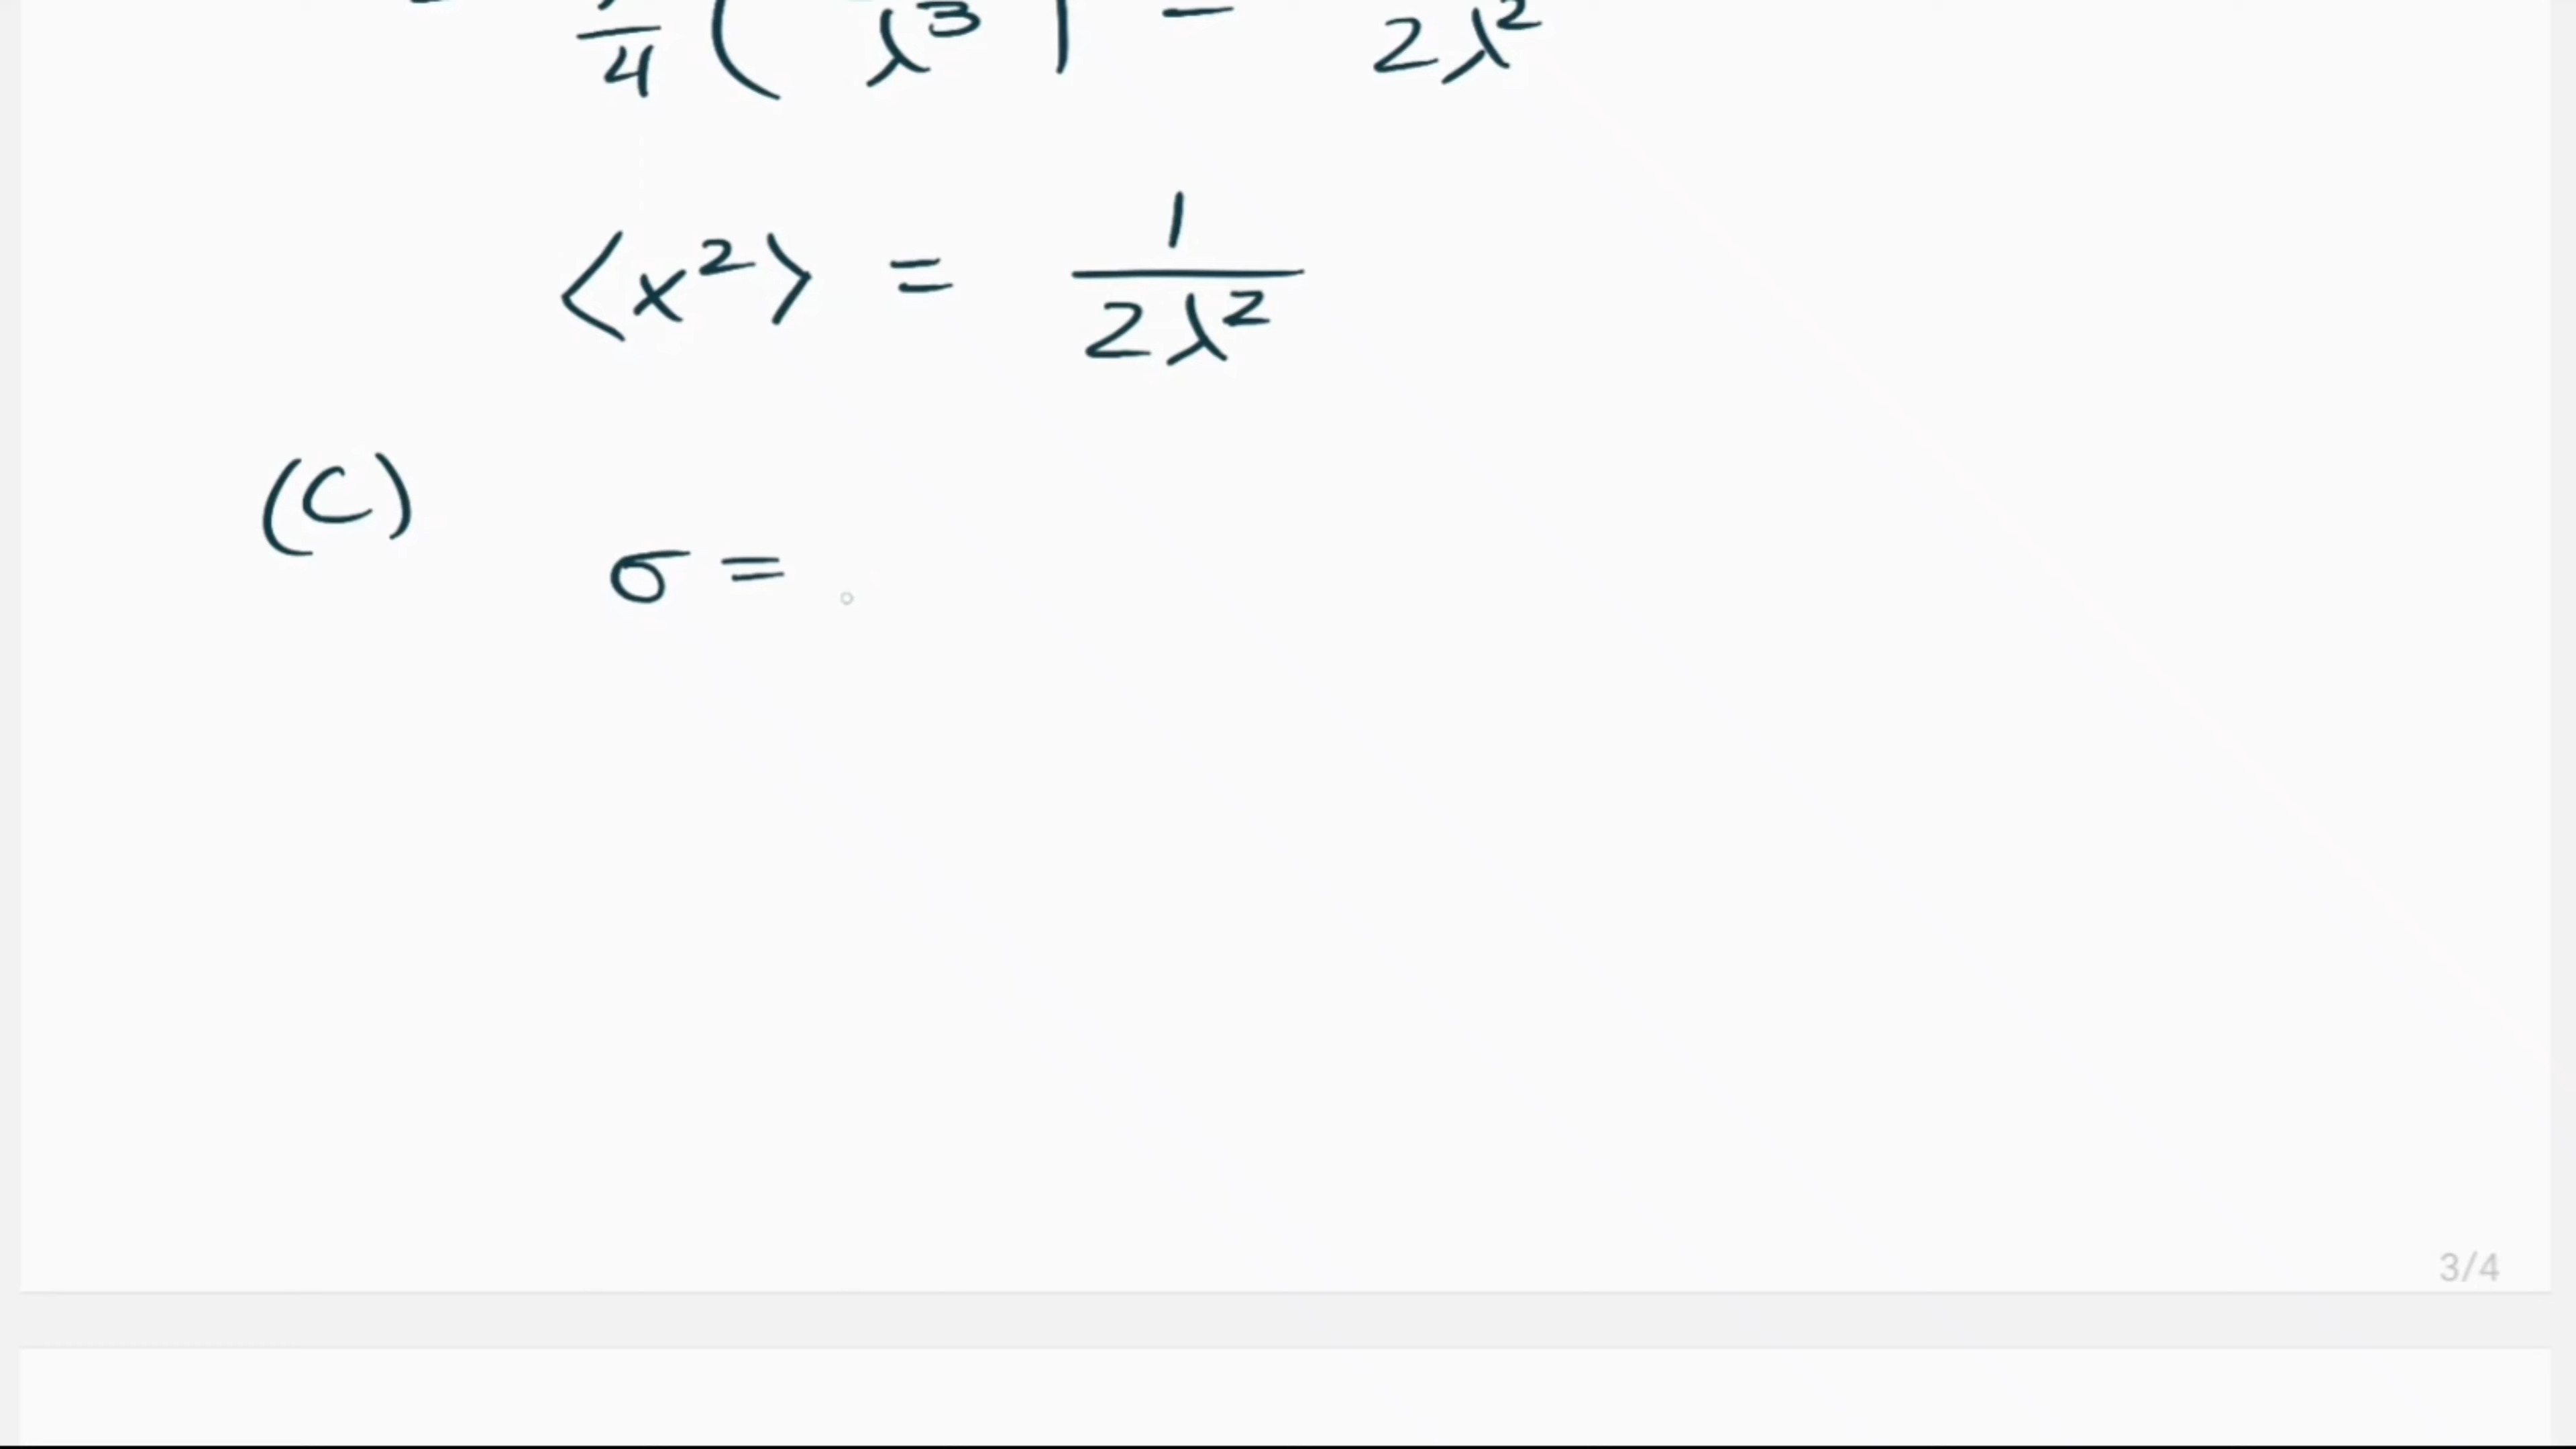 4 ( λ³ ) = 2λ²
⟨x²⟩ = 1 / 2λ²
(C)
σ =
3/4